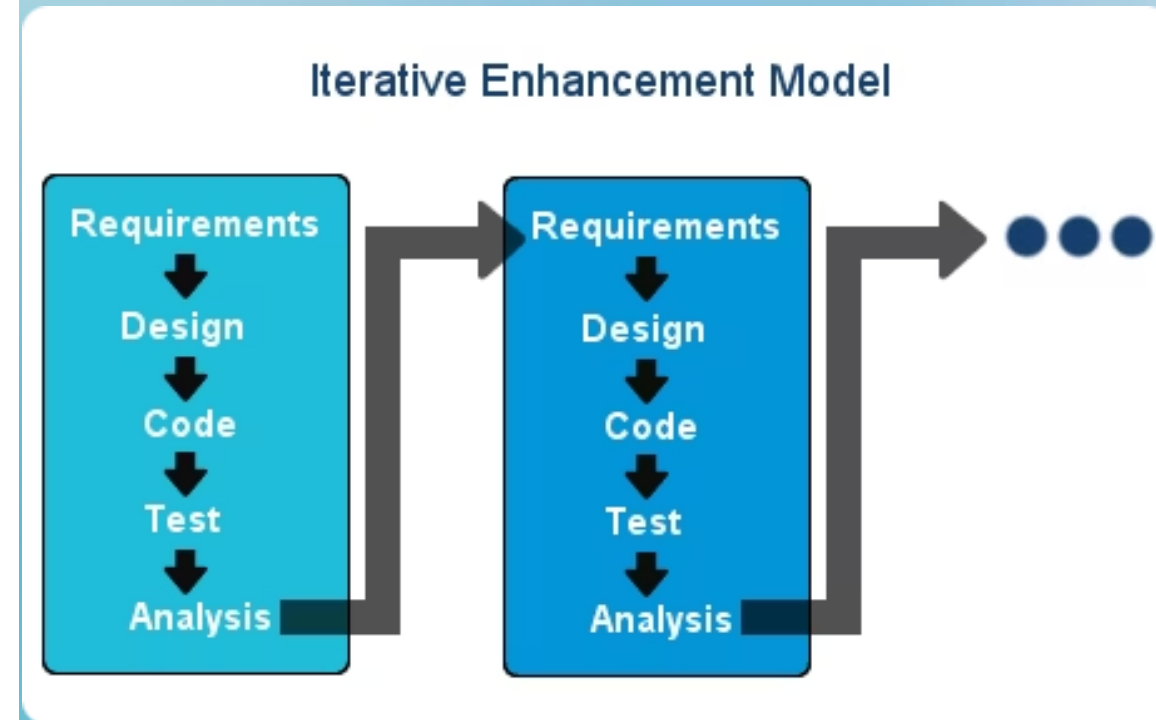 Iterative Enhancement Model
Requirements
Design
Code
Test
Analysis
Requirements
Design
Code
Test
Analysis